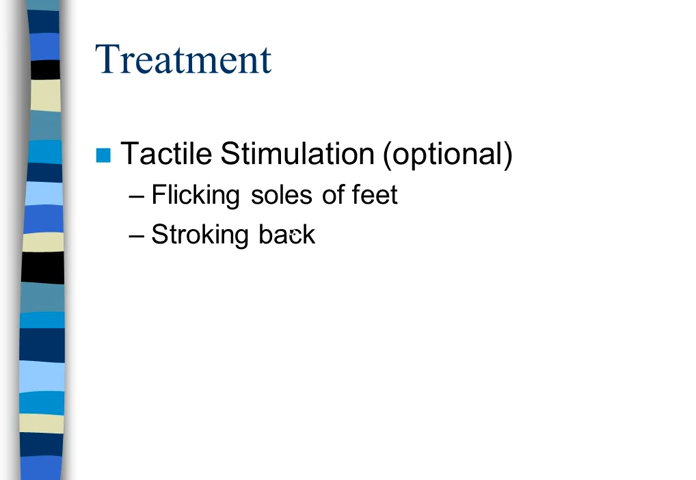 Treatment
Tactile Stimulation (optional)
– Flicking soles of feet
– Stroking back